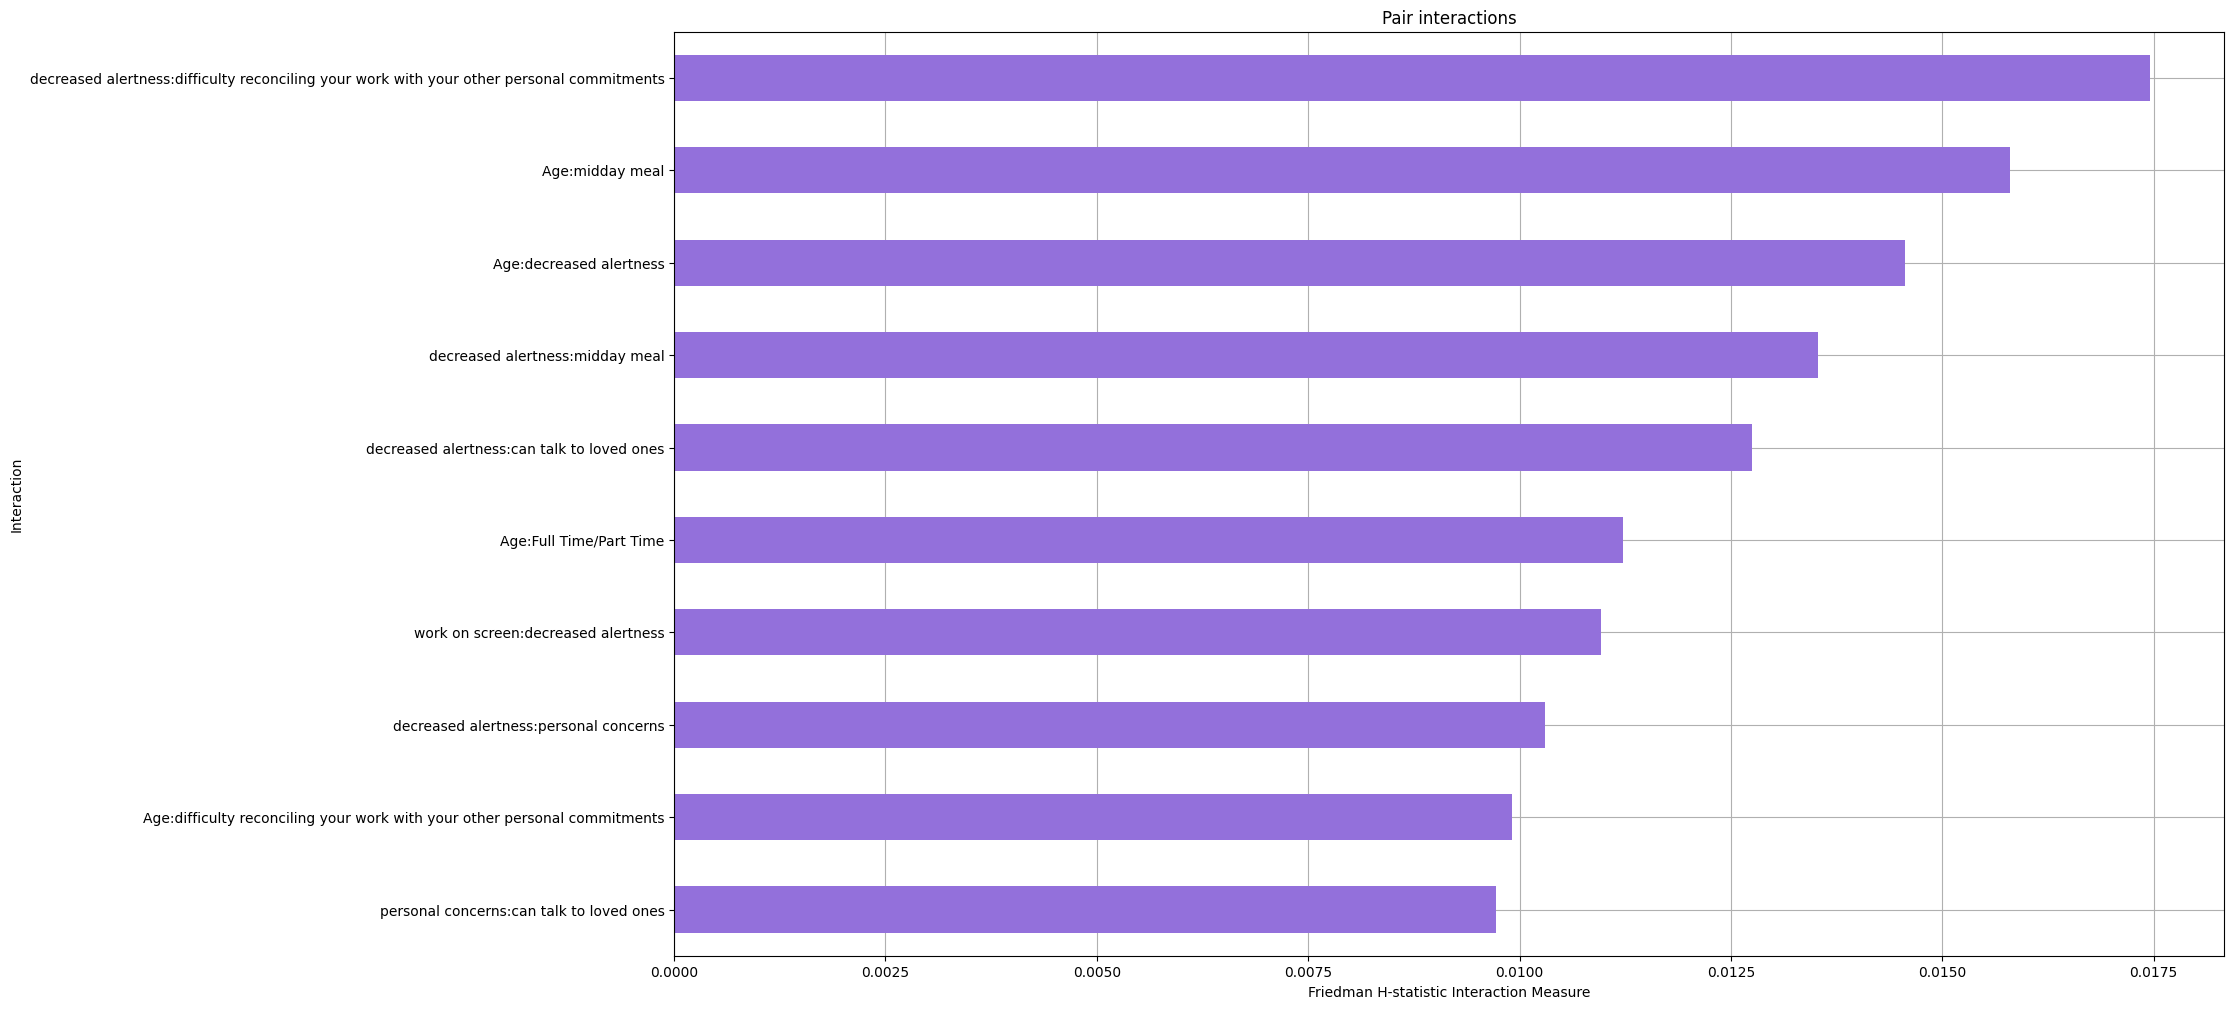 Pair interactions
Interaction
decreased alertness:difficulty reconciling your work with your other personal commitments
Age:midday meal
Age:decreased alertness
decreased alertness:midday meal
decreased alertness:can talk to loved ones
Age:Full Time/Part Time
work on screen:decreased alertness
decreased alertness:personal concerns
Age:difficulty reconciling your work with your other personal commitments
personal concerns:can talk to loved ones
0.0000 0.0025 0.0050 0.0075 0.0100 0.0125 0.0150 0.0175
Friedman H-statistic Interaction Measure